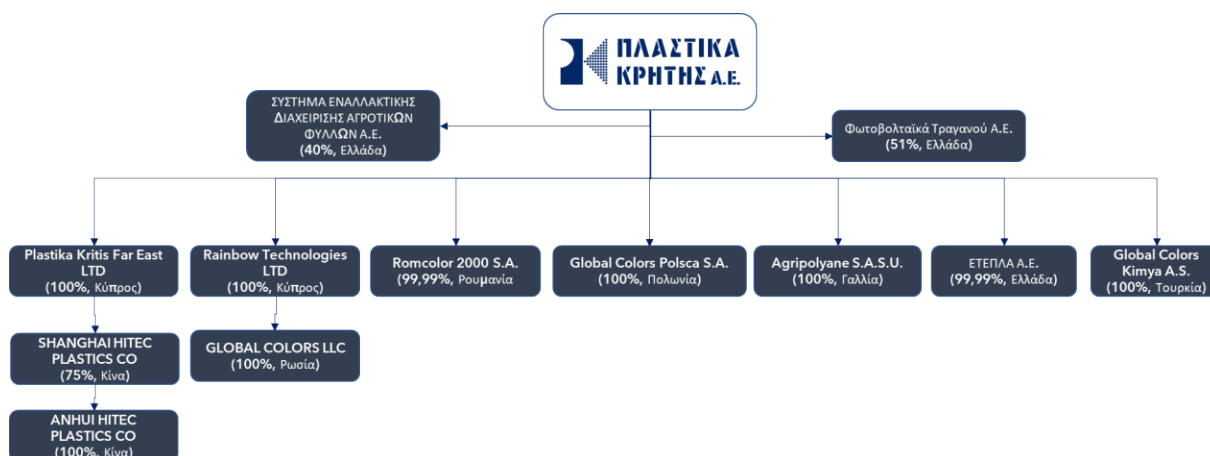 ΠΛΑΣΤΙΚΑ
ΚΡΗΤΗΣ Α.Ε.
ΣΥΣΤΗΜΑ ΕΝΑΛΛΑΚΤΙΚΗΣ
ΔΙΑΧΕΙΡΙΣΗΣ ΑΓΡΟΤΙΚΩΝ
ΦΥΛΛΩΝ Α.Ε.
(40%, Ελλάδα)
Φωτοβολταϊκά Τραγανού Α.Ε.
(51%, Ελλάδα)
Plastika Kritis Far East
LTD
(100%, Κύπρος)
Rainbow Technologies
LTD
(100%, Κύπρος)
Romcolor 2000 S.A.
(99,99%, Ρουμανία
Global Colors Polsca S.A.
(100%, Πολωνία)
Agripolyane S.A.S.U.
(100%, Γαλλία)
ΕΤΕΠΛΑ Α.Ε.
(99,99%, Ελλάδα)
Global Colors
Kimya A.S.
(100%, Τουρκία)
SHANGHAI HITEC
PLASTICS CO
(75%, Κίνα)
GLOBAL COLORS LLC
(100%, Ρωσία)
ANHUI HITEC
PLASTICS CO
(100%, Κίνα)